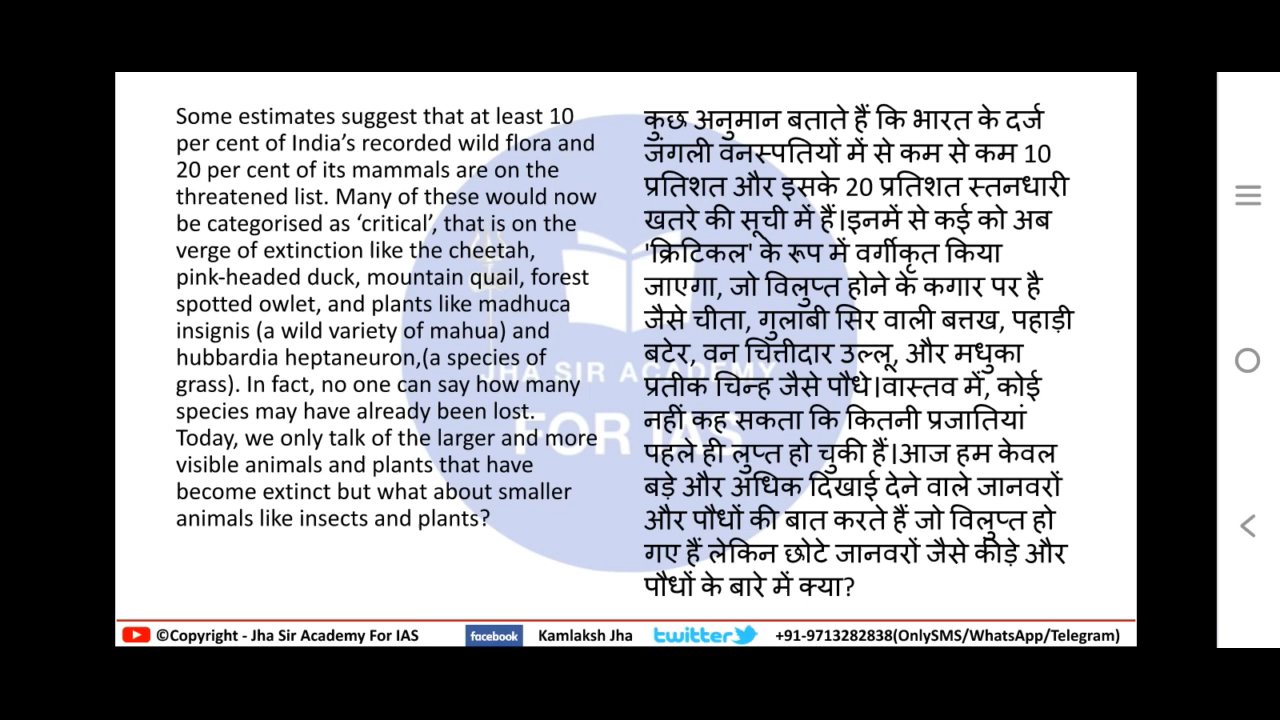 Some estimates suggest that at least 10
per cent of India's recorded wild flora and
20 per cent of its mammals are on the
threatened list. Many of these would now
be categorised as 'critical', that is on the
verge of extinction like the cheetah,
pink-headed duck, mountain quail, forest
spotted owlet, and plants like madhuca
insignis (a wild variety of mahua) and
hubbardia heptaneuron,(a species of
grass). In fact, no one can say how many
species may have already been lost.
Today, we only talk of the larger and more
visible animals and plants that have
become extinct but what about smaller
animals like insects and plants?
कुछ अनुमान बताते हैं कि भारत के दर्ज
जंगली वनस्पतियों में से कम से कम 10
प्रतिशत और इसके 20 प्रतिशत स्तनधारी
खतरे की सूची में हैं।इनमें से कई को अब
'क्रिटिकल' के रूप में वर्गीकृत किया
जाएगा, जो विलुप्त होने के कगार पर है
जैसे चीता, गुलाबी सिर वाली बत्तख, पहाड़ी
बटेर, वन चित्तीदार उल्लू, और मधुका
प्रतीक चिन्ह जैसे पौधे।वास्तव में, कोई
नहीं कह सकता कि कितनी प्रजातियां
पहले ही लुप्त हो चुकी हैं।आज हम केवल
बड़े और अधिक दिखाई देने वाले जानवरों
और पौधों की बात करते हैं जो विलुप्त हो
गए हैं लेकिन छोटे जानवरों जैसे कीड़े और
पौधों के बारे में क्या?
JHA SIR ACADEMY
FOR IAS
©Copyright - Jha Sir Academy For IAS facebook Kamlaksh Jha twitter +91-9713282838(OnlySMS/WhatsApp/Telegram)